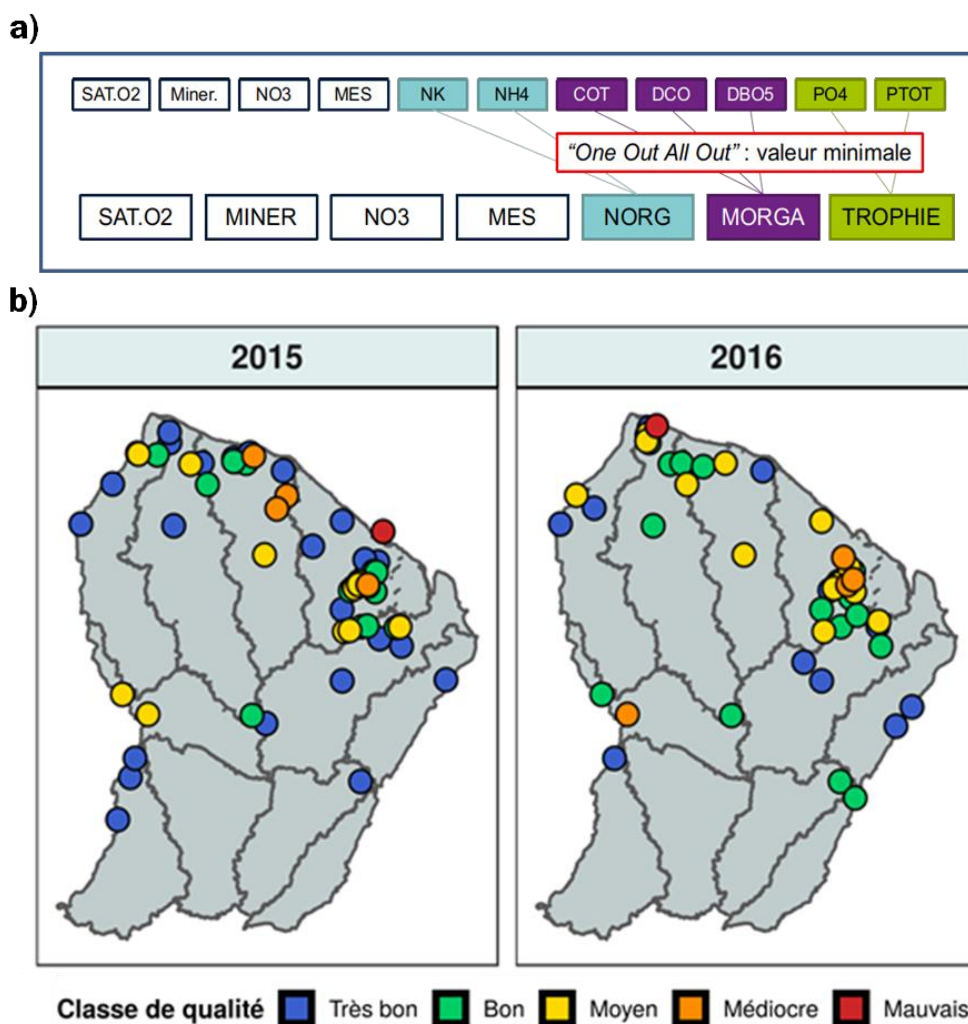 a)
SAT.O2 Miner. NO3 MES NK NH4 COT DCO DBO5 PO4 PTOT
“One Out All Out” : valeur minimale
SAT.O2 MINER NO3 MES NORG MORGA TROPHIE
b)
2015 2016
Classe de qualité Très bon Bon Moyen Médiocre Mauvais